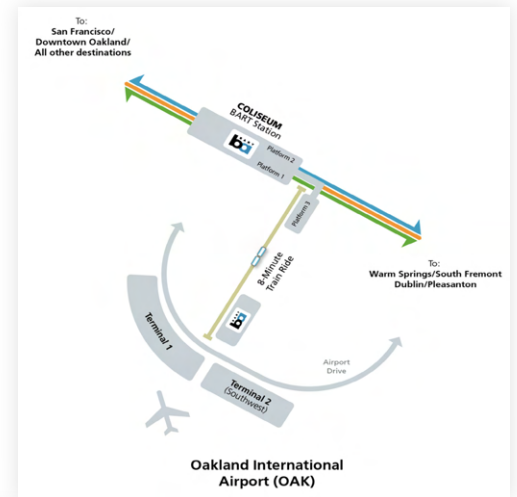 To:
San Francisco/
Downtown Oakland/
All other destinations
COLISEUM
BART Station
ba
Platform 2
Platform 1
Platform 3
8-Minute
Train Ride
ba
To:
Warm Springs/South Fremont
Dublin/Pleasanton
Terminal 1
Airport
Drive
Terminal 2
(Southwest)
Oakland International
Airport (OAK)